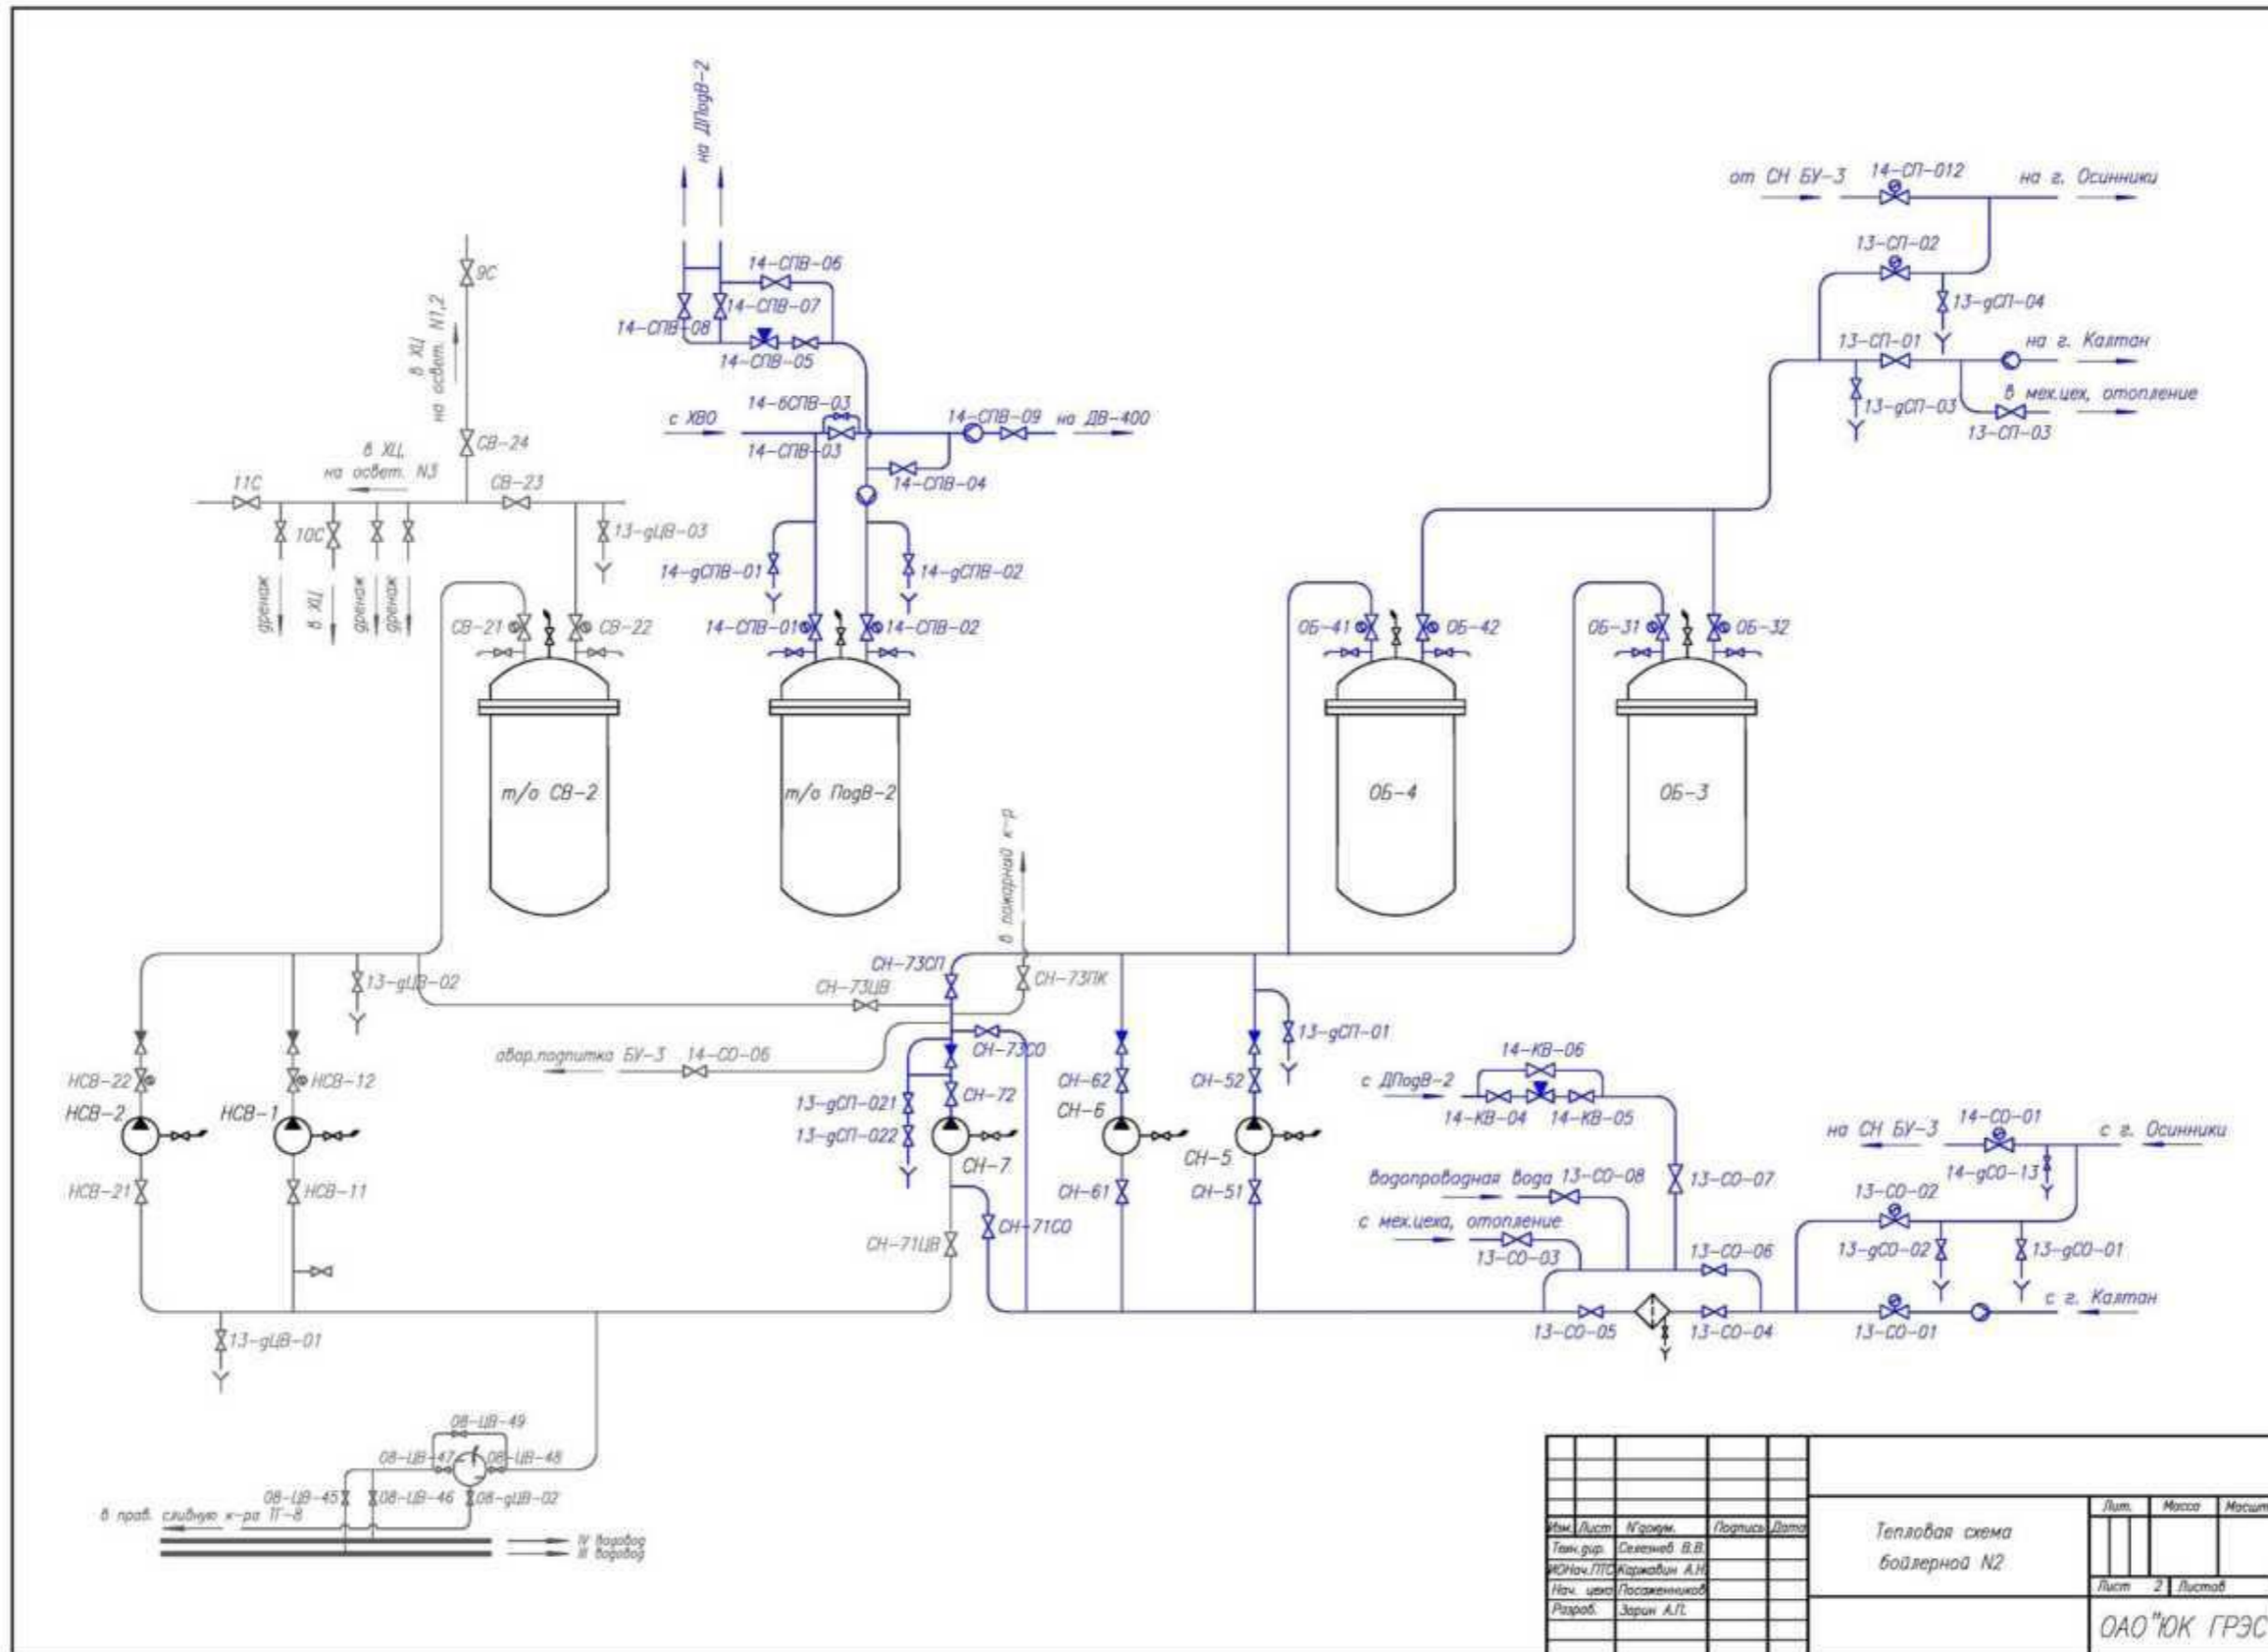 на ДПодВ-2
от СН БУ-3
14-СП-012
на г. Осинники
13-СП-02
13-дСП-04
14-СПВ-06
9С
14-СПВ-07
14-СПВ-08
14-СПВ-05
в ХЦ
на освет. N1,2
13-СП-01
на г. Калтан
13-дСП-03
в мех.цех, отопление
13-СП-03
14-бСПВ-03
с ХВО
14-СПВ-09
на ДВ-400
14-СПВ-03
СВ-24
14-СПВ-04
в ХЦ,
на освет. N3
11С
СВ-23
10С
13-дЦВ-03
дренаж
в ХЦ
дренаж
дренаж
14-дСПВ-01
14-дСПВ-02
СВ-21
СВ-22
14-СПВ-01
14-СПВ-02
ОБ-41
ОБ-42
ОБ-31
ОБ-32
т/о СВ-2
т/о ПодВ-2
ОБ-4
ОБ-3
в пожарный к-р
13-дЦВ-02
СН-73СП
СН-73ЦВ
СН-73ПК
авар.подпитка БУ-3
14-СО-06
СН-73СО
13-дСП-01
НСВ-22
НСВ-12
СН-72
СН-62
СН-52
13-дСП-021
13-дСП-022
НСВ-2
НСВ-1
СН-7
СН-6
СН-5
14-КВ-06
с ДПодВ-2
14-КВ-04
14-КВ-05
14-СО-01
на СН БУ-3
с г. Осинники
14-дСО-13
НСВ-21
НСВ-11
СН-61
СН-51
водопроводная вода
13-СО-08
13-СО-07
13-СО-02
с мех.цеха, отопление
СН-71СО
СН-71ЦВ
13-СО-03
13-СО-06
13-дСО-02
13-дСО-01
с г. Калтан
13-СО-05
13-СО-04
13-СО-01
13-дЦВ-01
08-ЦВ-49
08-ЦВ-47
08-ЦВ-48
08-ЦВ-45
08-ЦВ-46
08-дЦВ-02
в прав. сливную к-ра ТГ-8
IV водовод
III водовод
Изм. Лист N'докум. Подпись Дата
Техн.дир. Селезнев В.В.
ИОНач.ПТС Каржавин А.Н.
Нач. цеха Посаженников
Разраб. Зарин А.П.
Тепловая схема
бойлерной N2
Лит. Масса Масшт
Лист 2 Листов
ОАО "ЮК ГРЭС